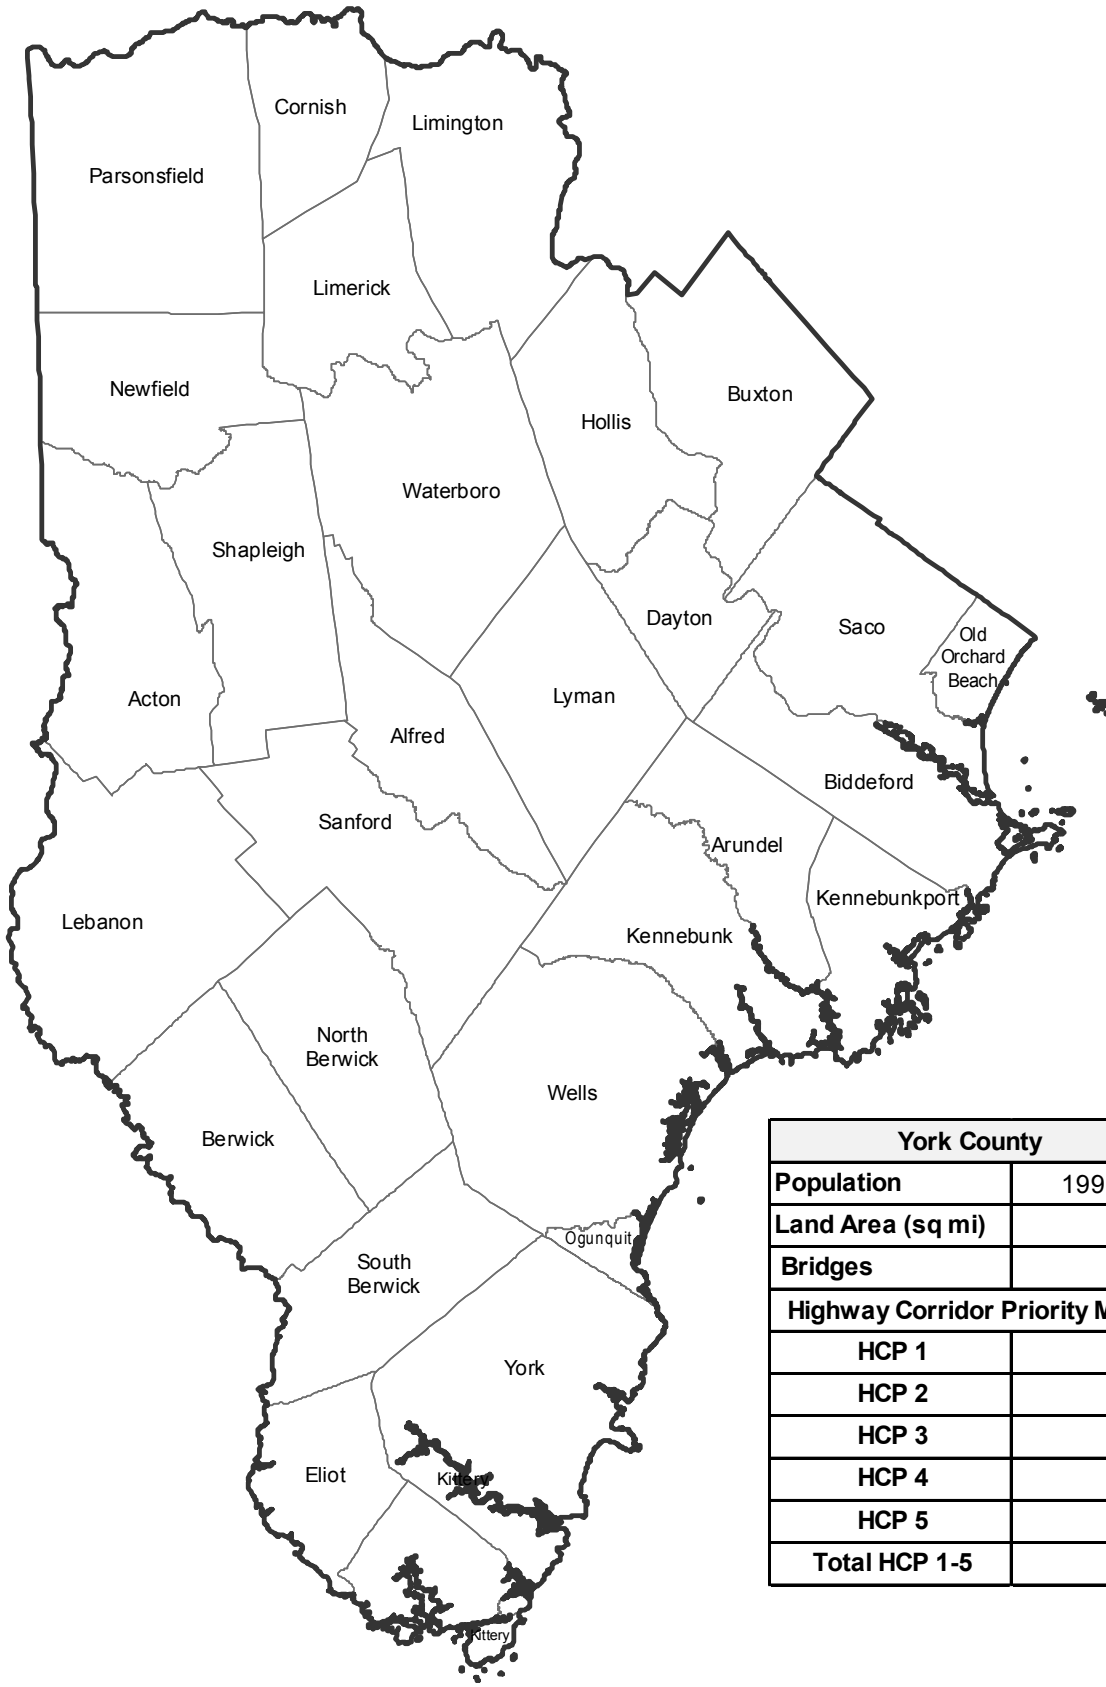 Cornish
Limington
Parsonsfield
Limerick
Newfield
Buxton
Hollis
Waterboro
Shapleigh
Dayton
Saco
Old
Orchard
Beach
Lyman
Acton
Alfred
Biddeford
Sanford
Arundel
Kennebunkport
Lebanon
Kennebunk
North
Berwick
Wells
Berwick
Ogunquit
South
Berwick
York
Eliot
Kittery
Kittery
York County
Population 199
Land Area (sq mi)
Bridges
Highway Corridor Priority M
HCP 1
HCP 2
HCP 3
HCP 4
HCP 5
Total HCP 1-5